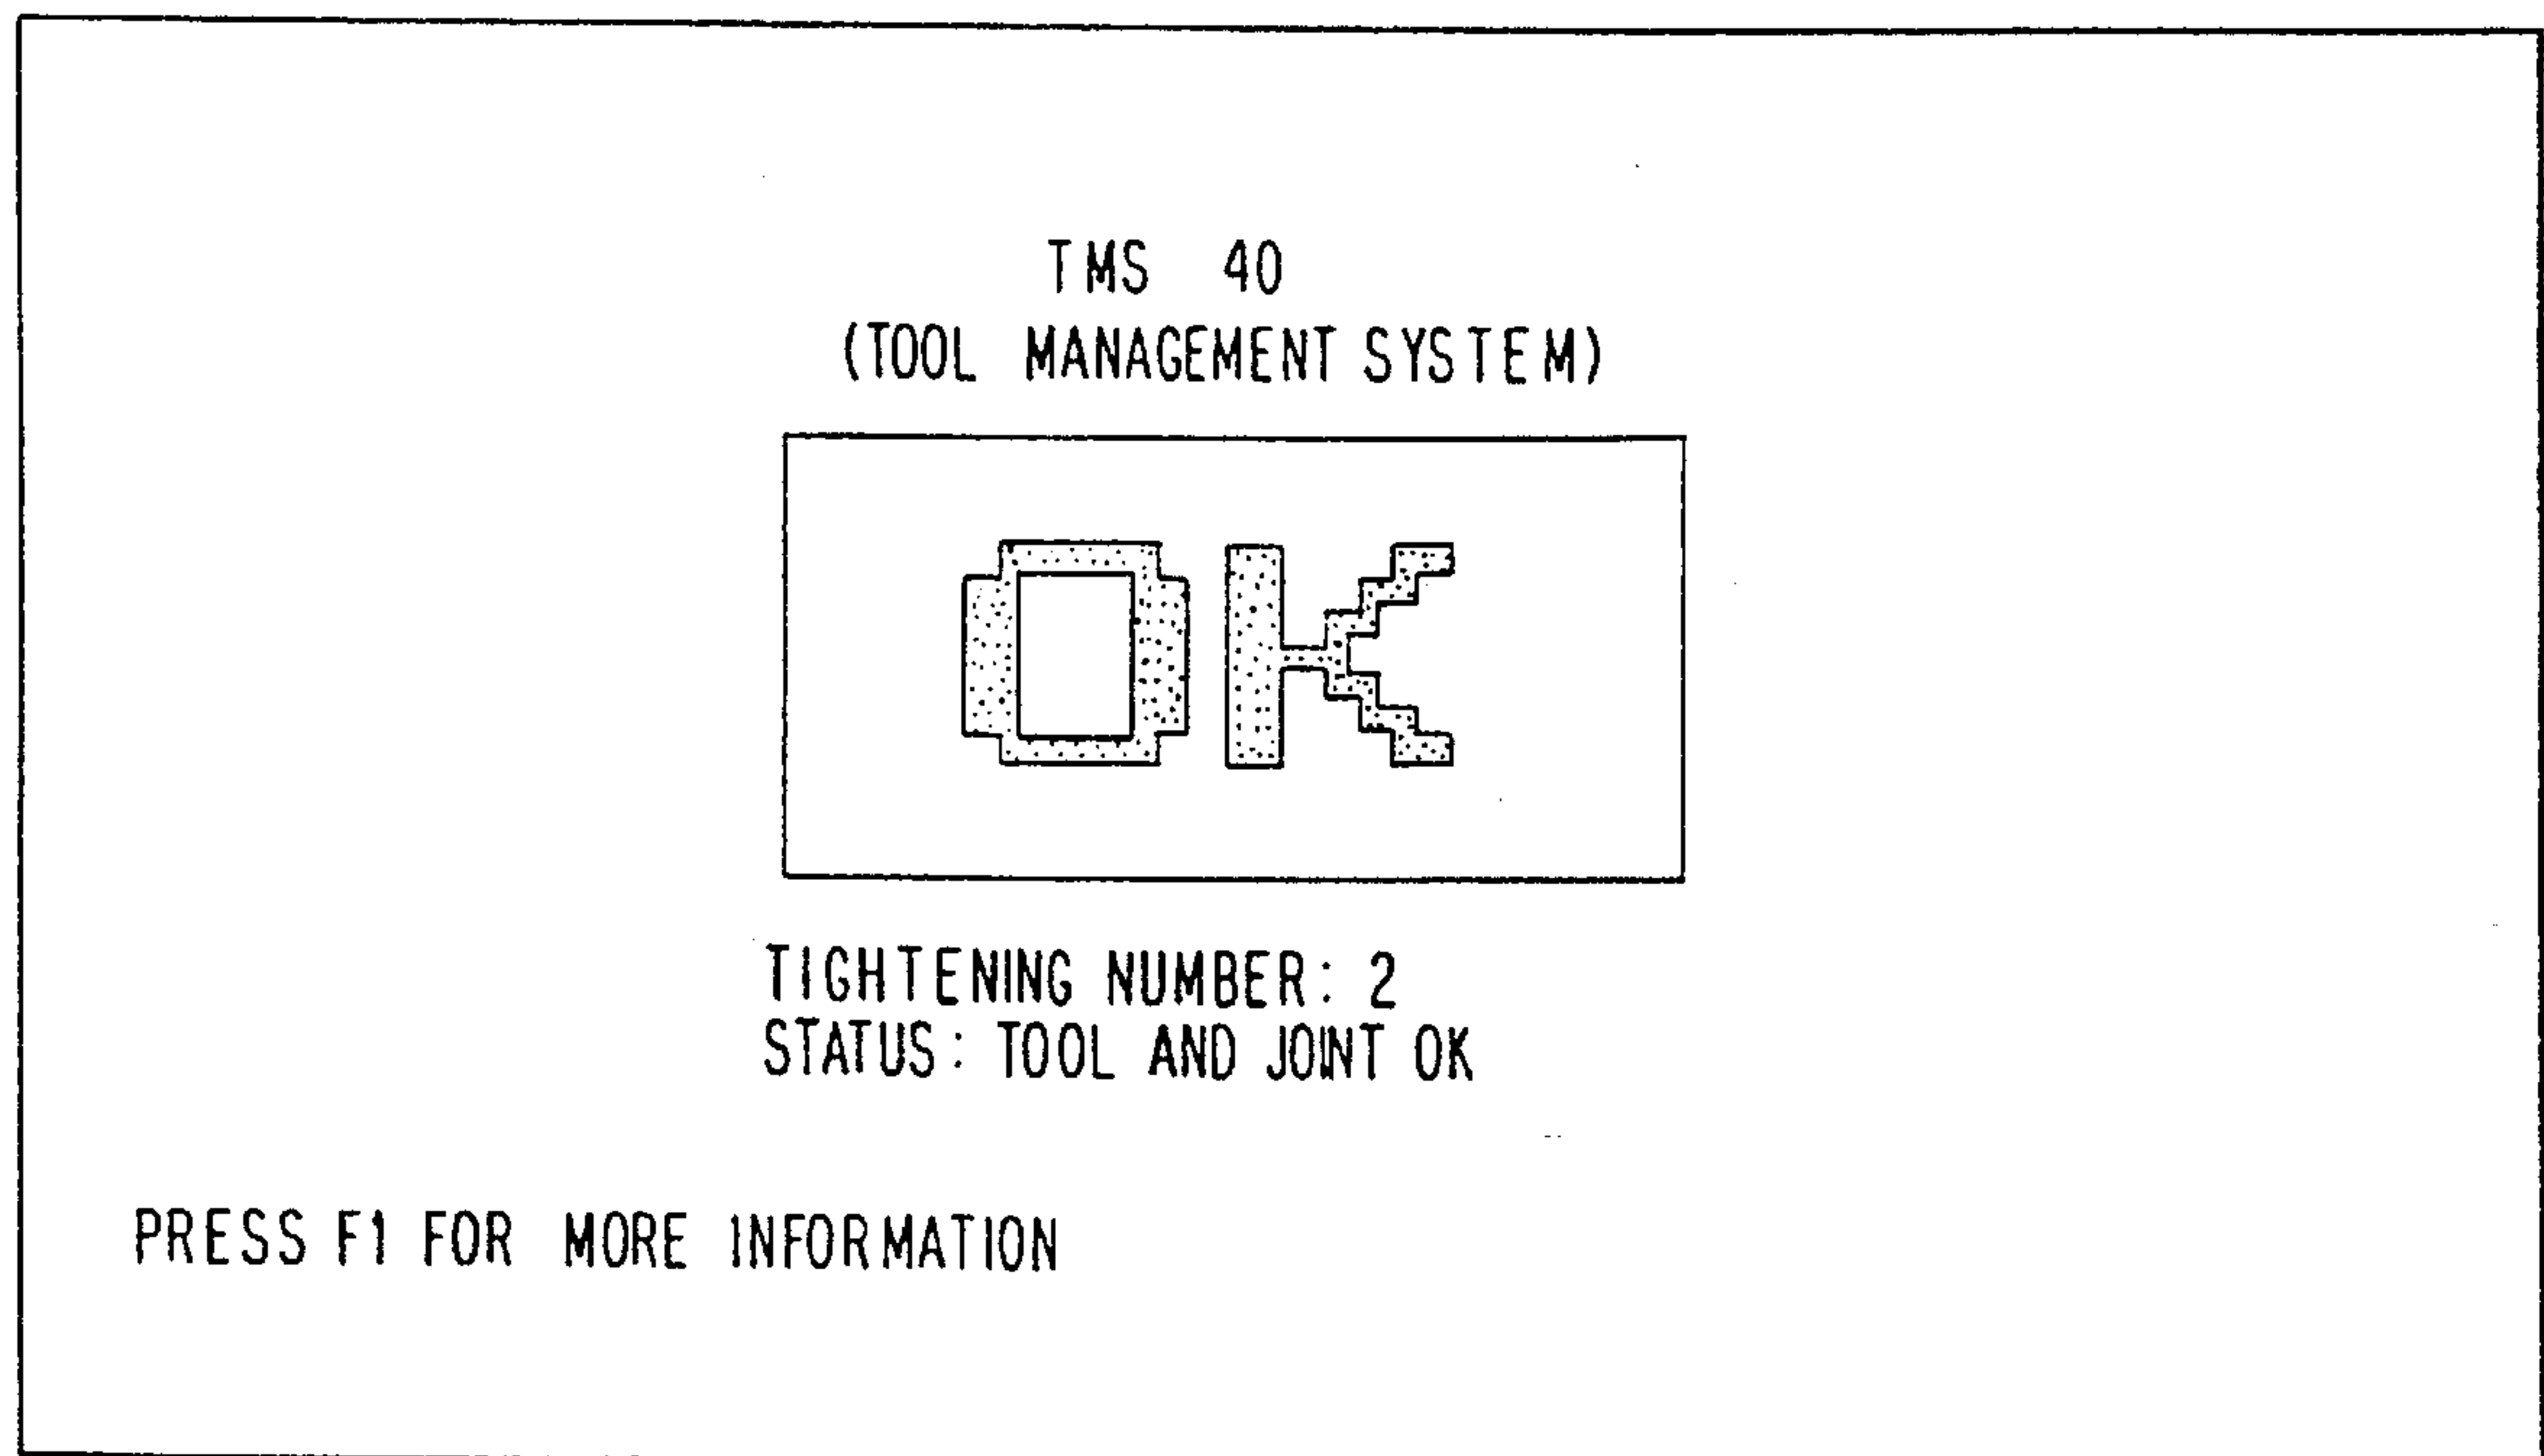 TMS 40
(TOOL MANAGEMENT SYSTEM)
OK
TIGHTENING NUMBER: 2
STATUS: TOOL AND JOINT OK
PRESS F1 FOR MORE INFORMATION